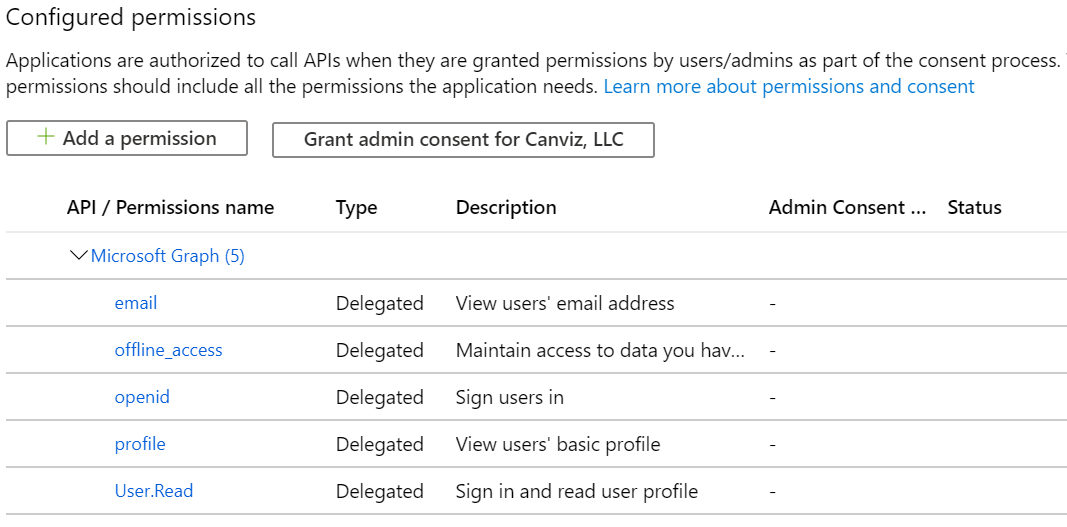 Configured permissions
Applications are authorized to call APIs when they are granted permissions by users/admins as part of the consent process.
permissions should include all the permissions the application needs. Learn more about permissions and consent
Add a permission
Grant admin consent for Canviz, LLC
API / Permissions name Type Description Admin Consent ... Status
Microsoft Graph (5)
email Delegated View users' email address -
offline_access Delegated Maintain access to data you hav... -
openid Delegated Sign users in -
profile Delegated View users' basic profile -
User.Read Delegated Sign in and read user profile -